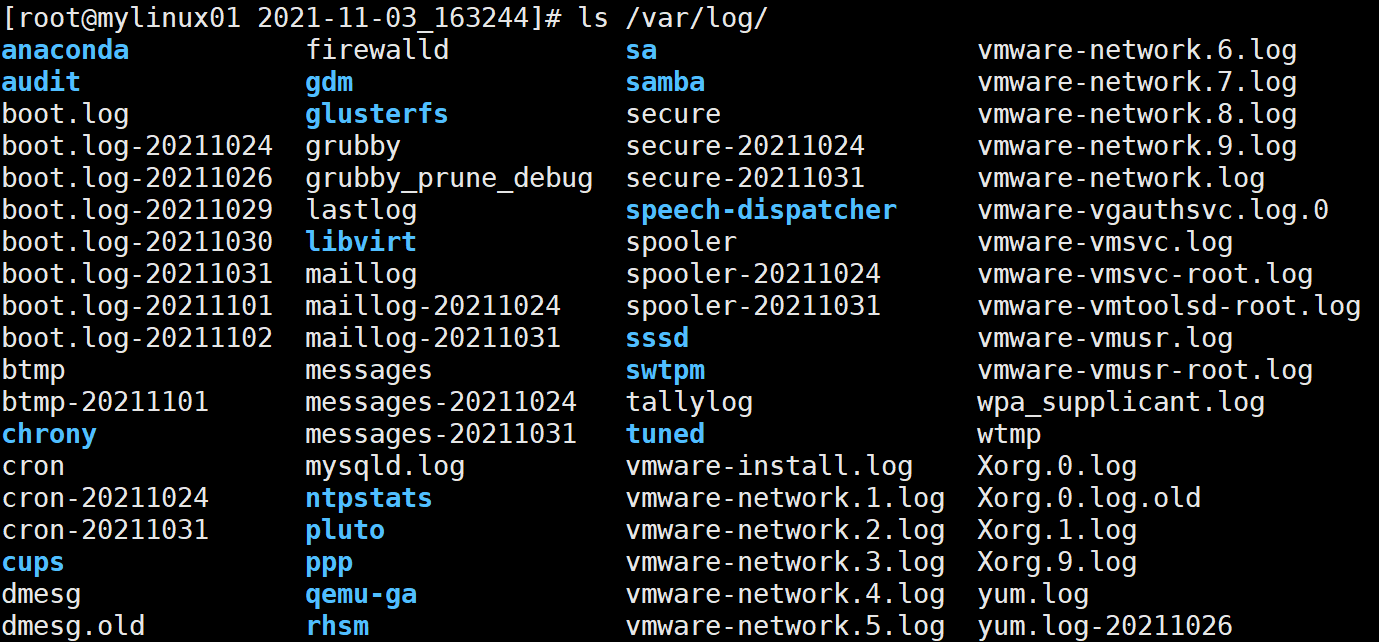 [root@mylinux01 2021-11-03_163244]# ls /var/log/
anaconda firewalld sa vmware-network.6.log
audit gdm samba vmware-network.7.log
boot.log glusterfs secure vmware-network.8.log
boot.log-20211024 grubby secure-20211024 vmware-network.9.log
boot.log-20211026 grubby_prune_debug secure-20211031 vmware-network.log
boot.log-20211029 lastlog speech-dispatcher vmware-vgauthsvc.log.0
boot.log-20211030 libvirt spooler vmware-vmsvc.log
boot.log-20211031 maillog spooler-20211024 vmware-vmsvc-root.log
boot.log-20211101 maillog-20211024 spooler-20211031 vmware-vmtoolsd-root.log
boot.log-20211102 maillog-20211031 sssd vmware-vmusr.log
btmp messages swtpm vmware-vmusr-root.log
btmp-20211101 messages-20211024 tallylog wpa_supplicant.log
chrony messages-20211031 tuned wtmp
cron mysqld.log vmware-install.log Xorg.0.log
cron-20211024 ntpstats vmware-network.1.log Xorg.0.log.old
cron-20211031 pluto vmware-network.2.log Xorg.1.log
cups ppp vmware-network.3.log Xorg.9.log
dmesg qemu-ga vmware-network.4.log yum.log
dmesg.old rhsm vmware-network.5.log yum.log-20211026